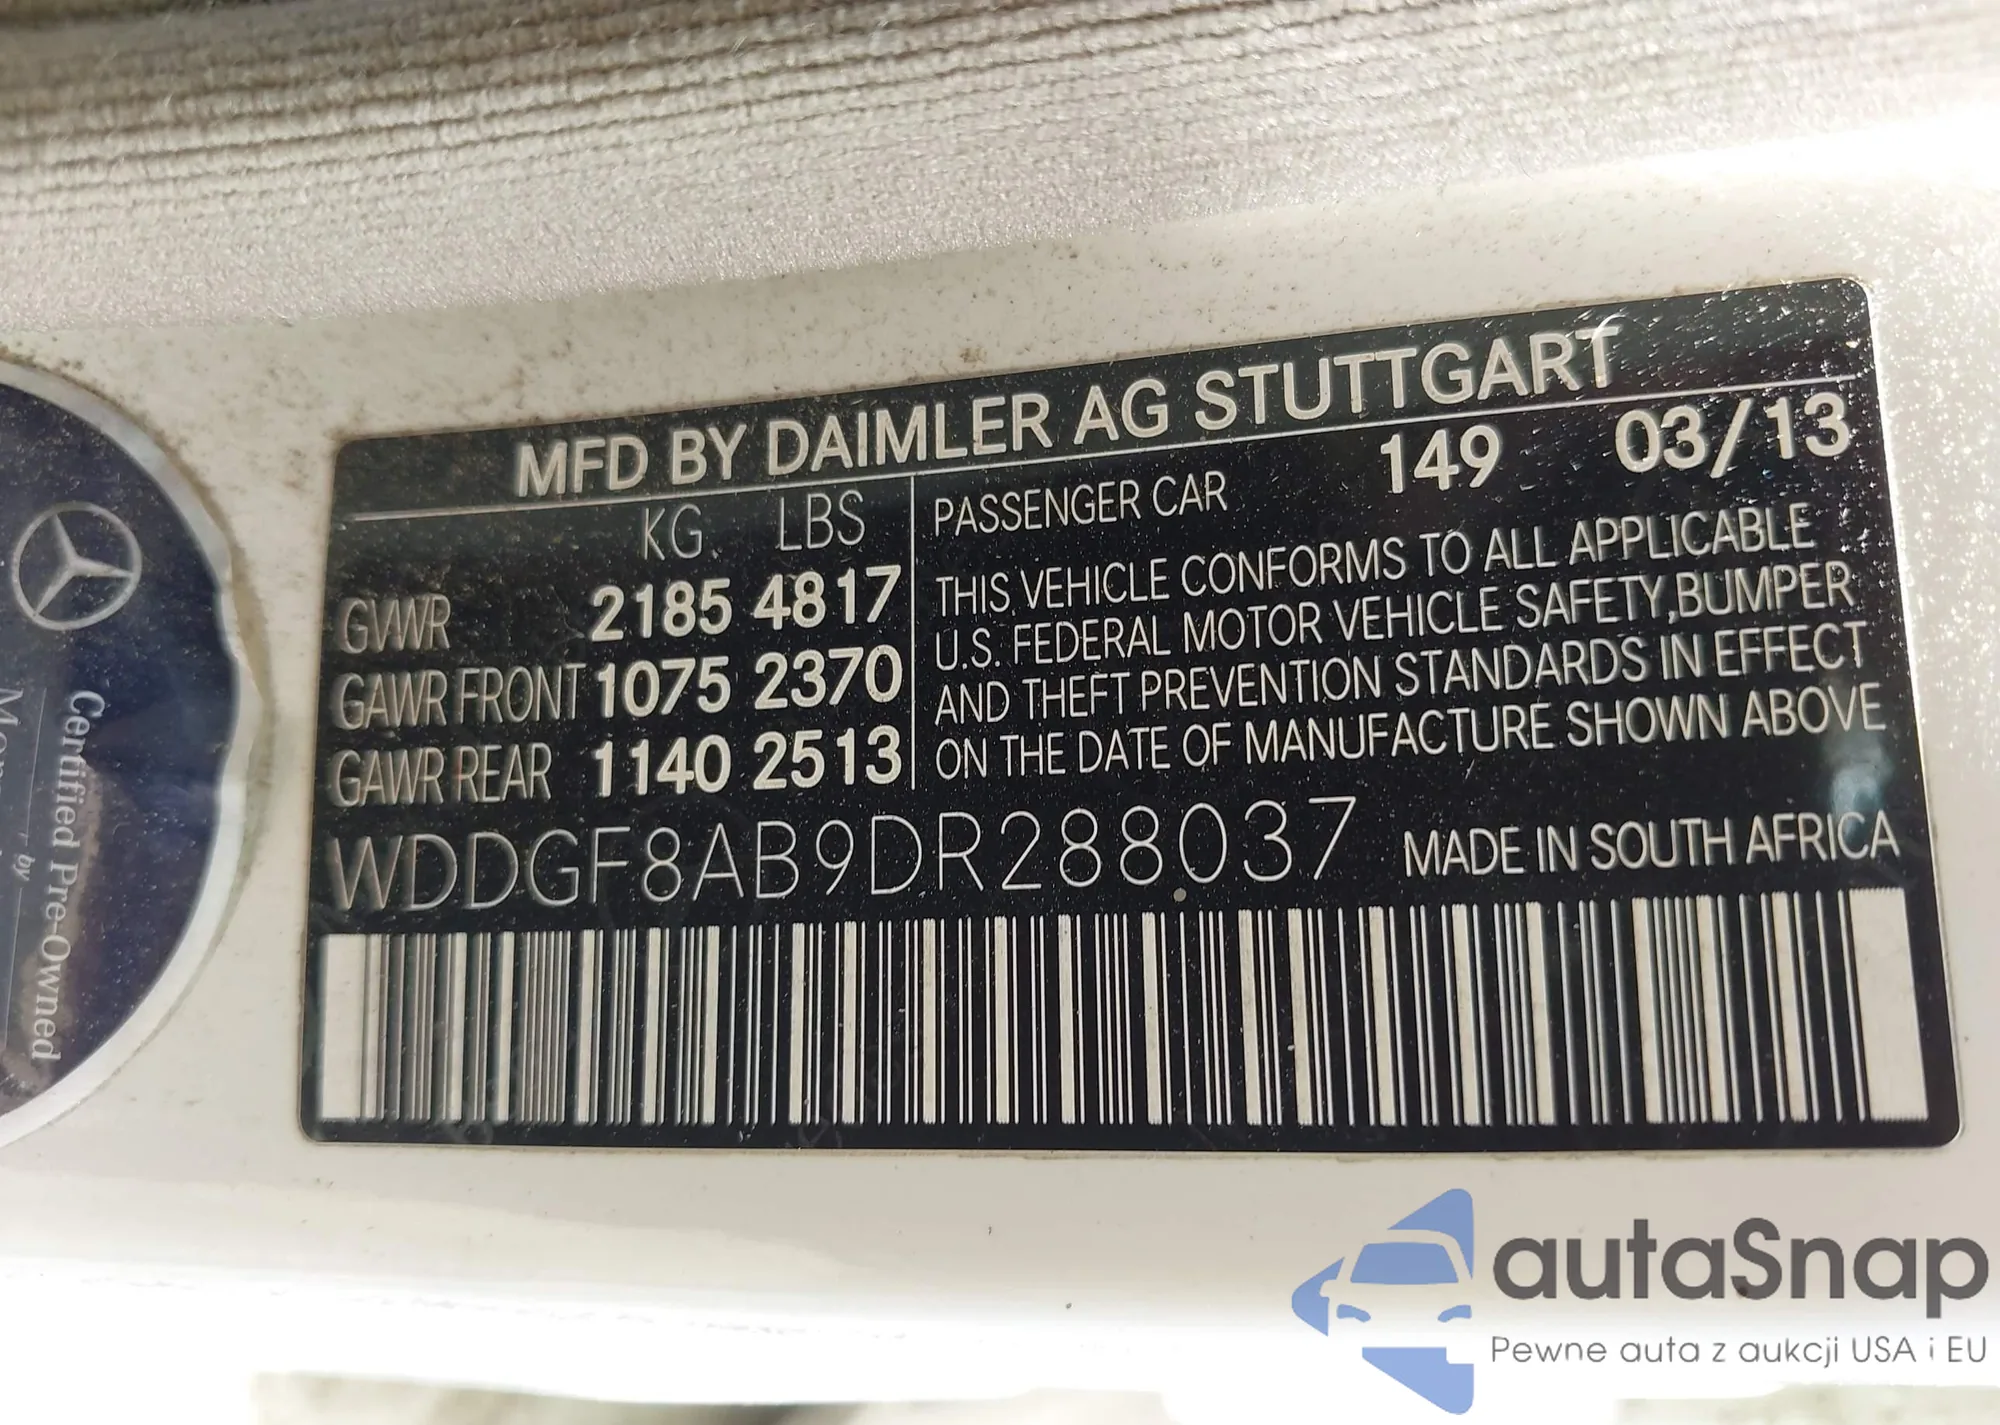 MFD BY DAIMLER AG STUTTGART
KG LBS
GVWR 2185 4817
GAWR FRONT 1075 2370
GAWR REAR 1140 2513
PASSENGER CAR 149 03/13
THIS VEHICLE CONFORMS TO ALL APPLICABLE
U.S. FEDERAL MOTOR VEHICLE SAFETY,BUMPER
AND THEFT PREVENTION STANDARDS IN EFFECT
ON THE DATE OF MANUFACTURE SHOWN ABOVE
WDDGF8AB9DR288037 MADE IN SOUTH AFRICA
Certified Pre-Owned
by
autaSnap
Pewne auta z aukcji USA i EU